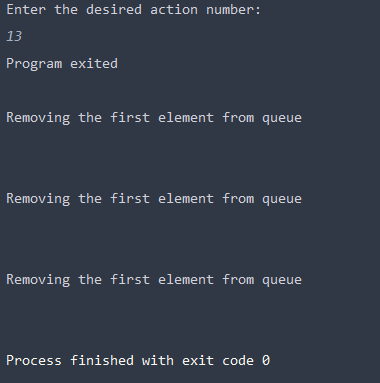 Enter the desired action number:
13
Program exited
Removing the first element from queue
Removing the first element from queue
Removing the first element from queue
Process finished with exit code 0